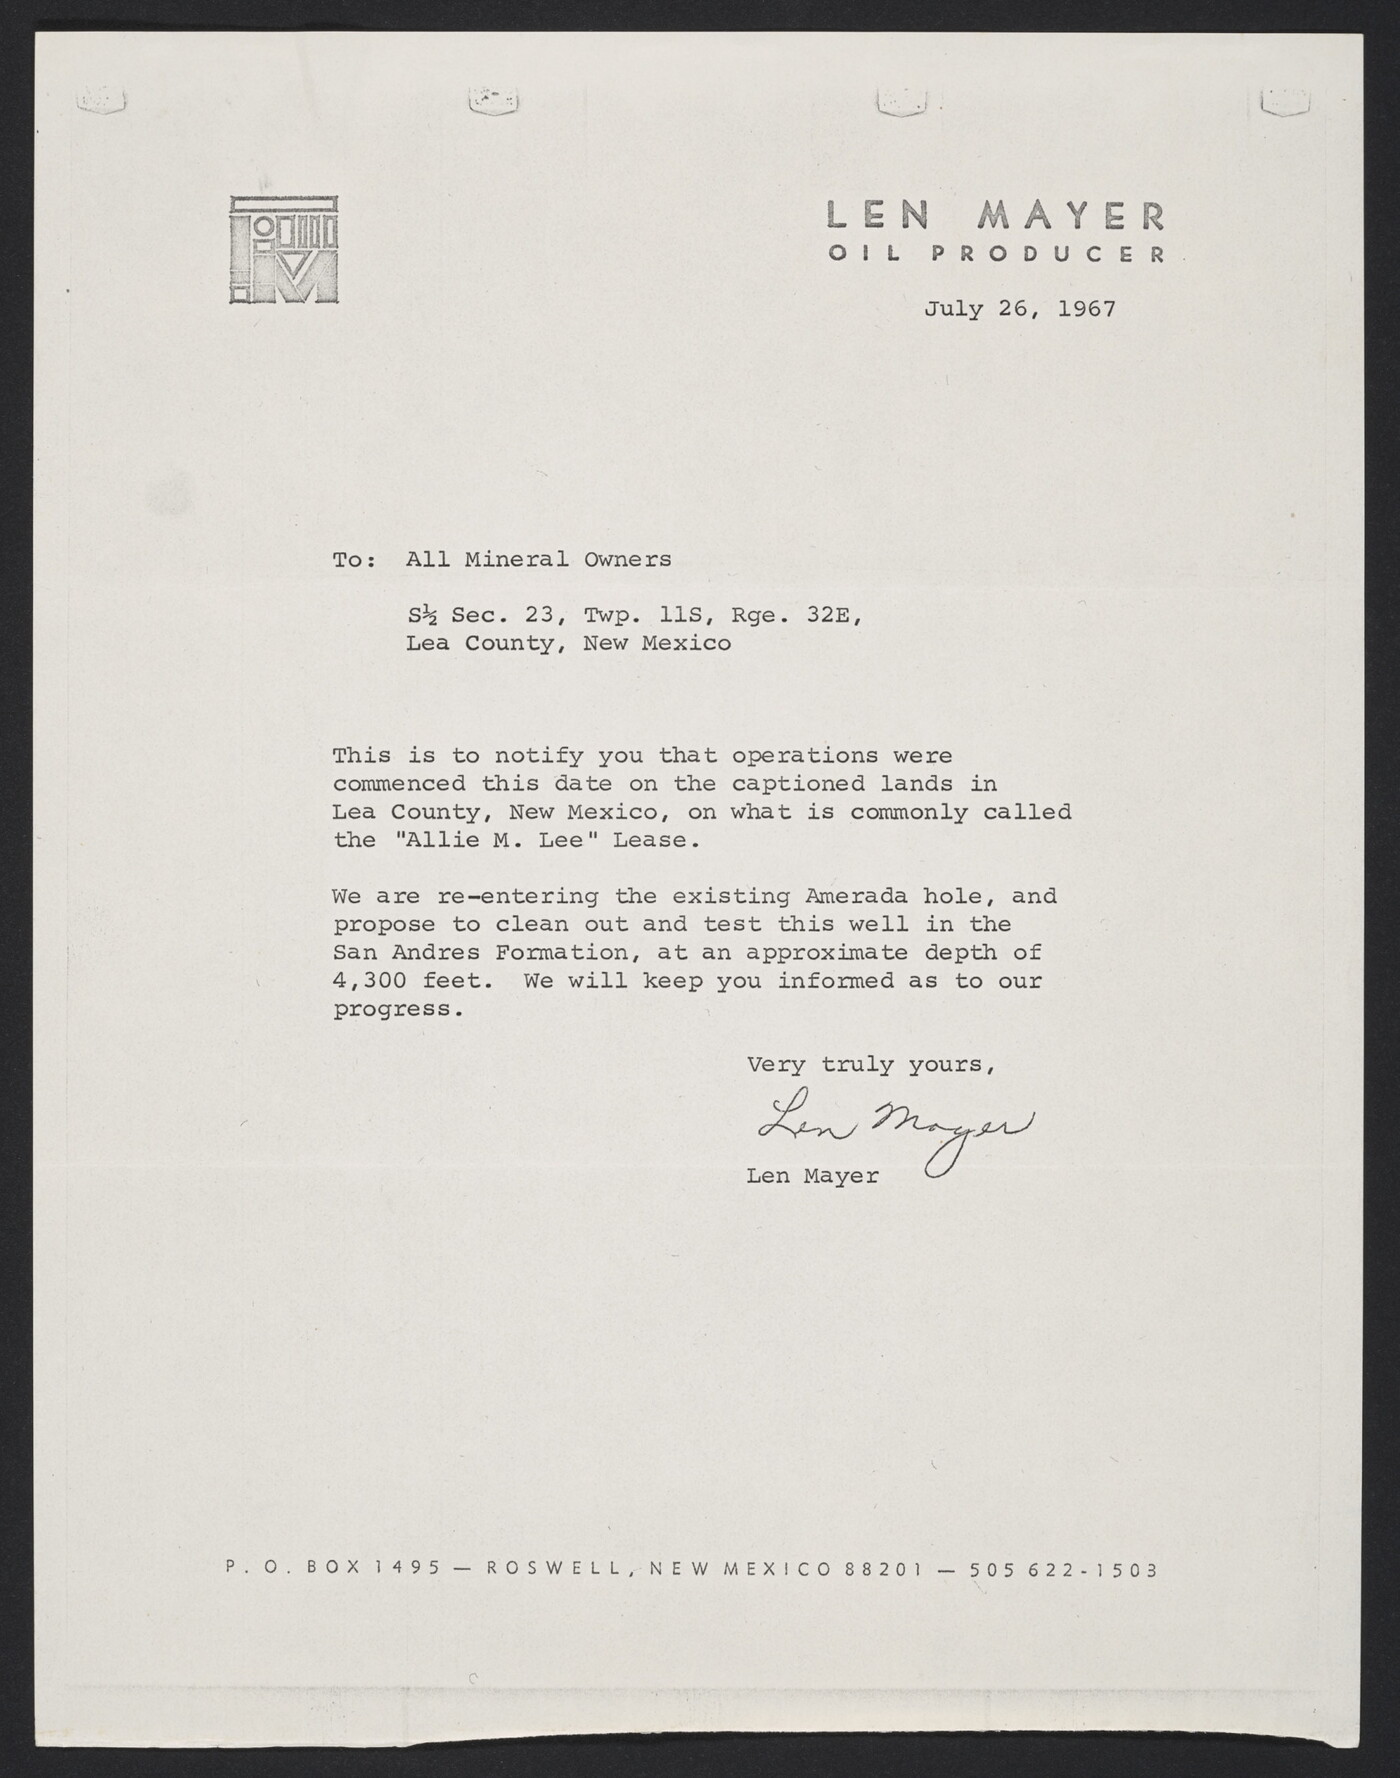 LEN MAYER
OIL PRODUCER
July 26, 1967
To: All Mineral Owners
S½ Sec. 23, Twp. 11S, Rge. 32E,
Lea County, New Mexico
This is to notify you that operations were
commenced this date on the captioned lands in
Lea County, New Mexico, on what is commonly called
the "Allie M. Lee" Lease.
We are re-entering the existing Amerada hole, and
propose to clean out and test this well in the
San Andres Formation, at an approximate depth of
4,300 feet. We will keep you informed as to our
progress.
Very truly yours,
Len Mayer
Len Mayer
P. O. BOX 1495 — ROSWELL, NEW MEXICO 88201 — 505 622-1503